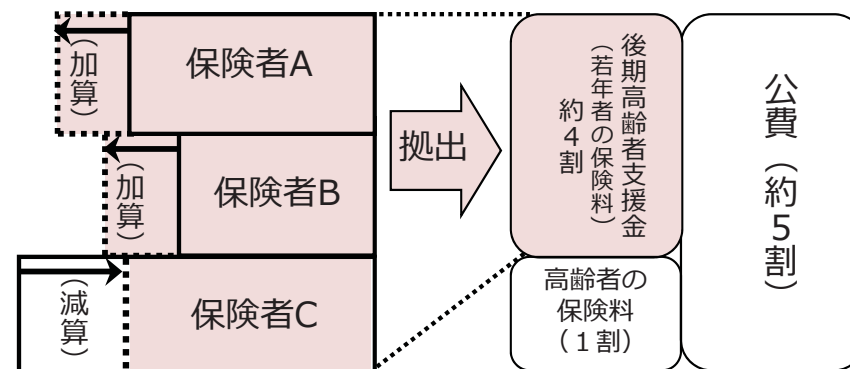 (加算)
保険者A
(加算)
保険者B
(減算)
保険者C
拠出
後期高齢者支援金
(若年者の保険料)
約4割
高齢者の
保険料
(1割)
公費(約5割)